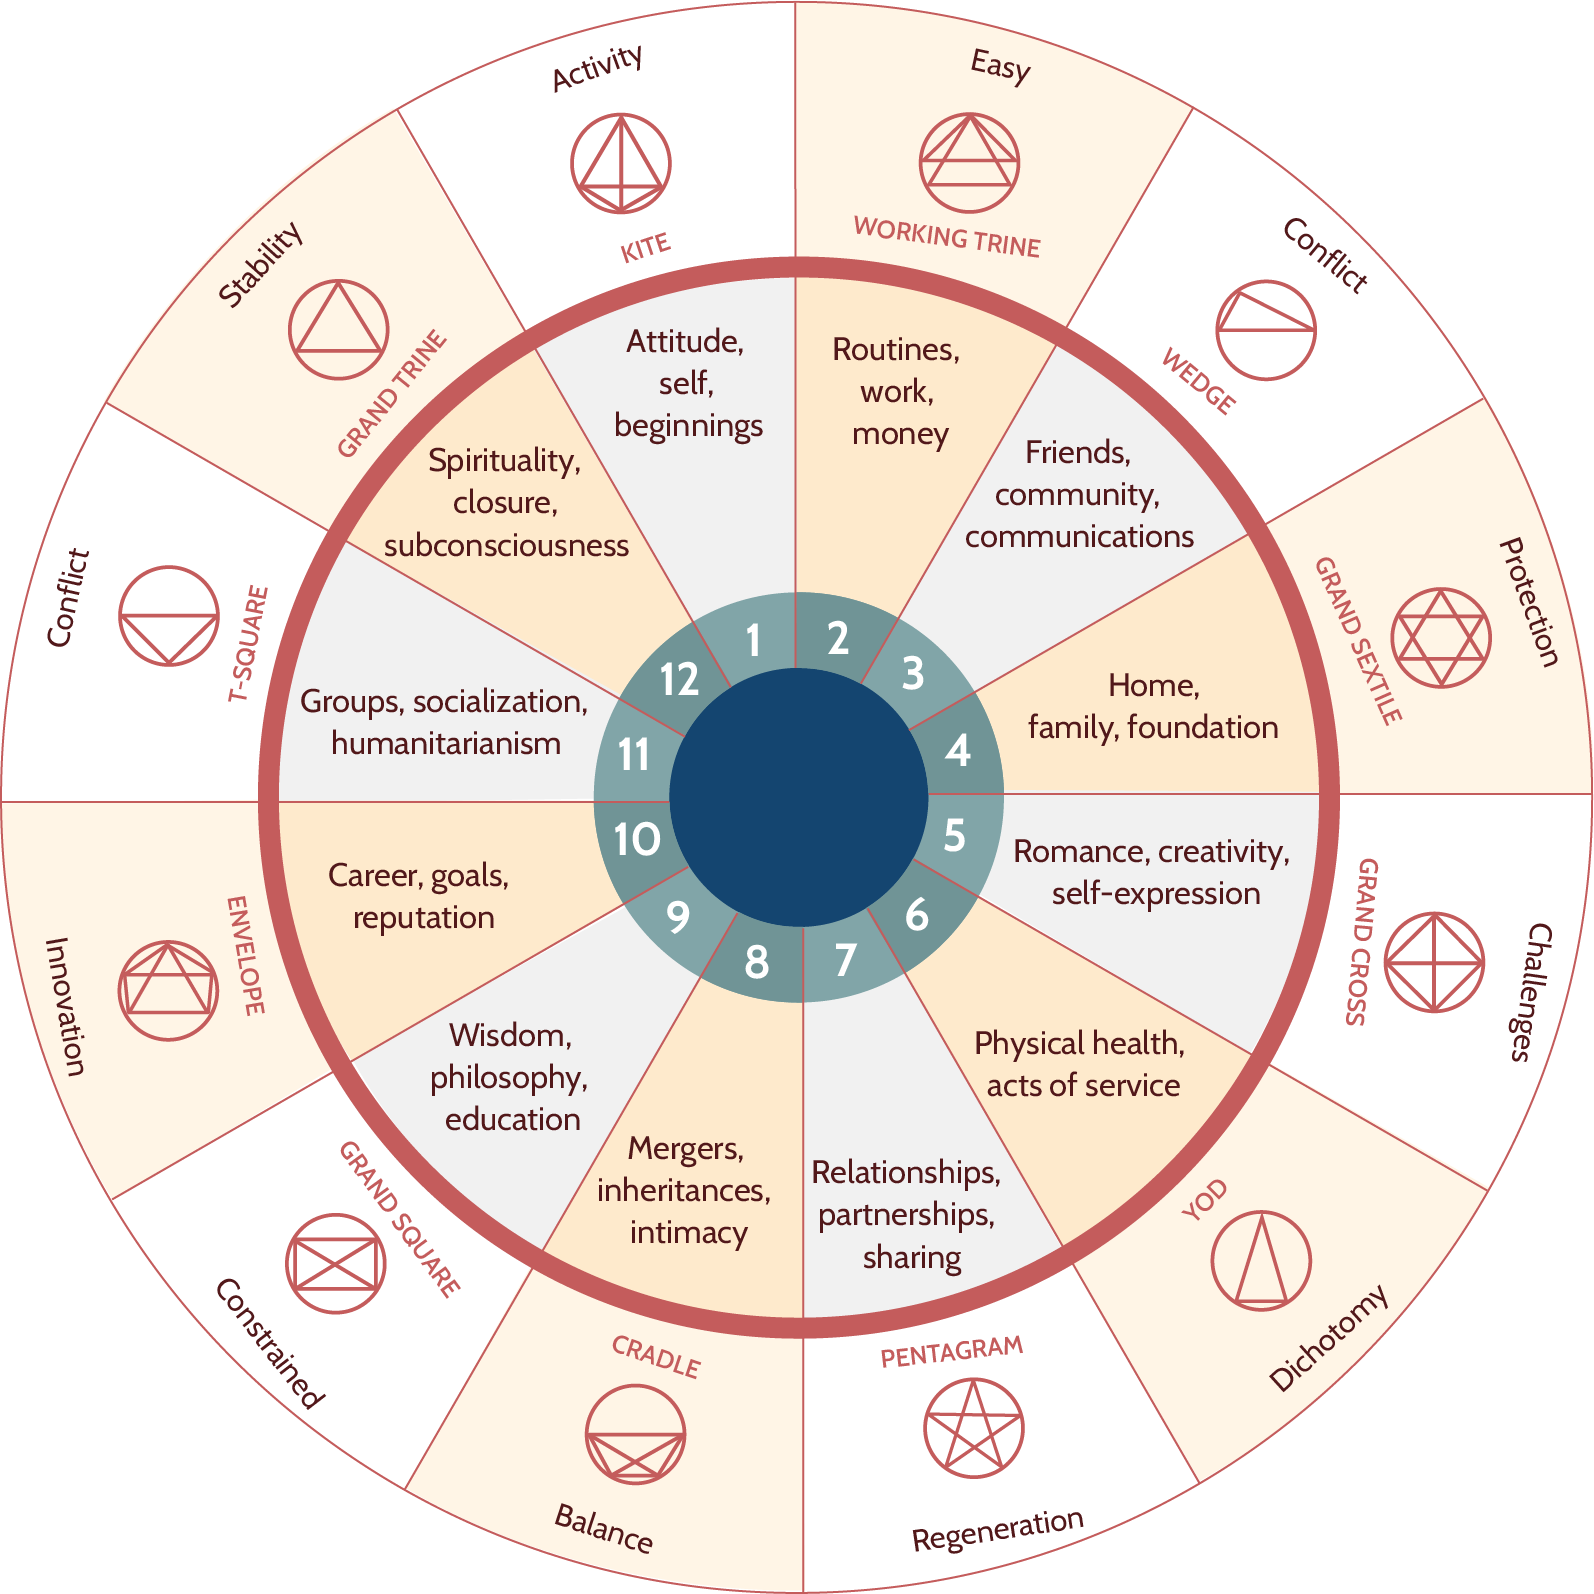 Activity
KITE
Attitude,
self,
beginnings
1
Easy
WORKING TRINE
Routines,
work,
money
2
Conflict
WEDGE
Friends,
community,
communications
3
Protection
GRAND SEXTILE
Home,
family, foundation
4
Challenges
GRAND CROSS
Romance, creativity,
self-expression
5
Dichotomy
YOD
Physical health,
acts of service
6
Regeneration
PENTAGRAM
Relationships,
partnerships,
sharing
7
Balance
CRADLE
Mergers,
inheritances,
intimacy
8
Constrained
GRAND SQUARE
Wisdom,
philosophy,
education
9
Innovation
ENVELOPE
Career, goals,
reputation
10
Conflict
T-SQUARE
Groups, socialization,
humanitarianism
11
Stability
GRAND TRINE
Spirituality,
closure,
subconsciousness
12